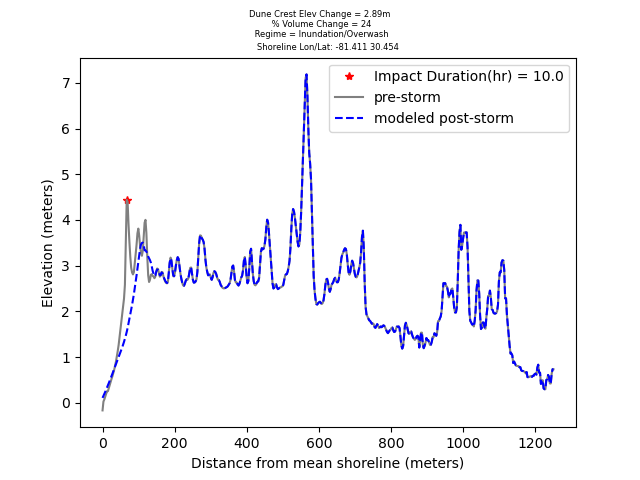 Dune Crest Elev Change = 2.89m
% Volume Change = 24
Regime = Inundation/Overwash
Shoreline Lon/Lat: -81.411 30.454
Impact Duration(hr) = 10.0
pre-storm
modeled post-storm
Elevation (meters)
7
6
5
4
3
2
1
0
0 200 400 600 800 1000 1200
Distance from mean shoreline (meters)